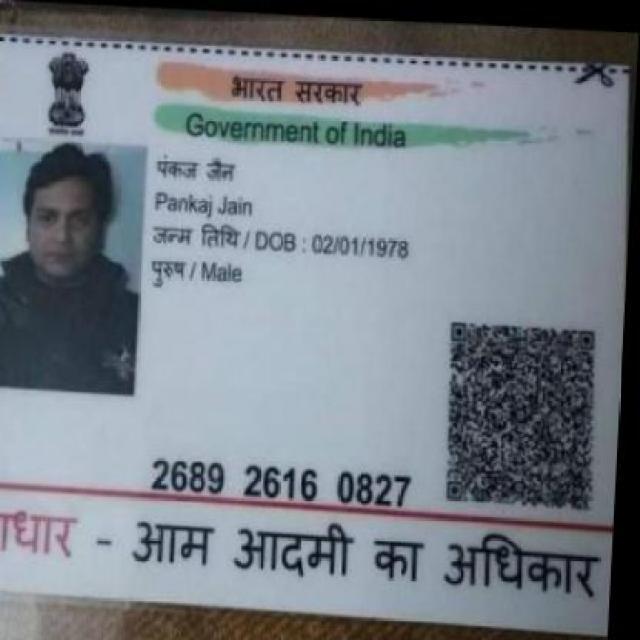 भारत सरकार
Government of India
पंकज जैन
Pankaj Jain
जन्म तिथि / DOB : 02/01/1978
पुरुष / Male
2689 2616 0827
ाधार - आम आदमी का अधिकार